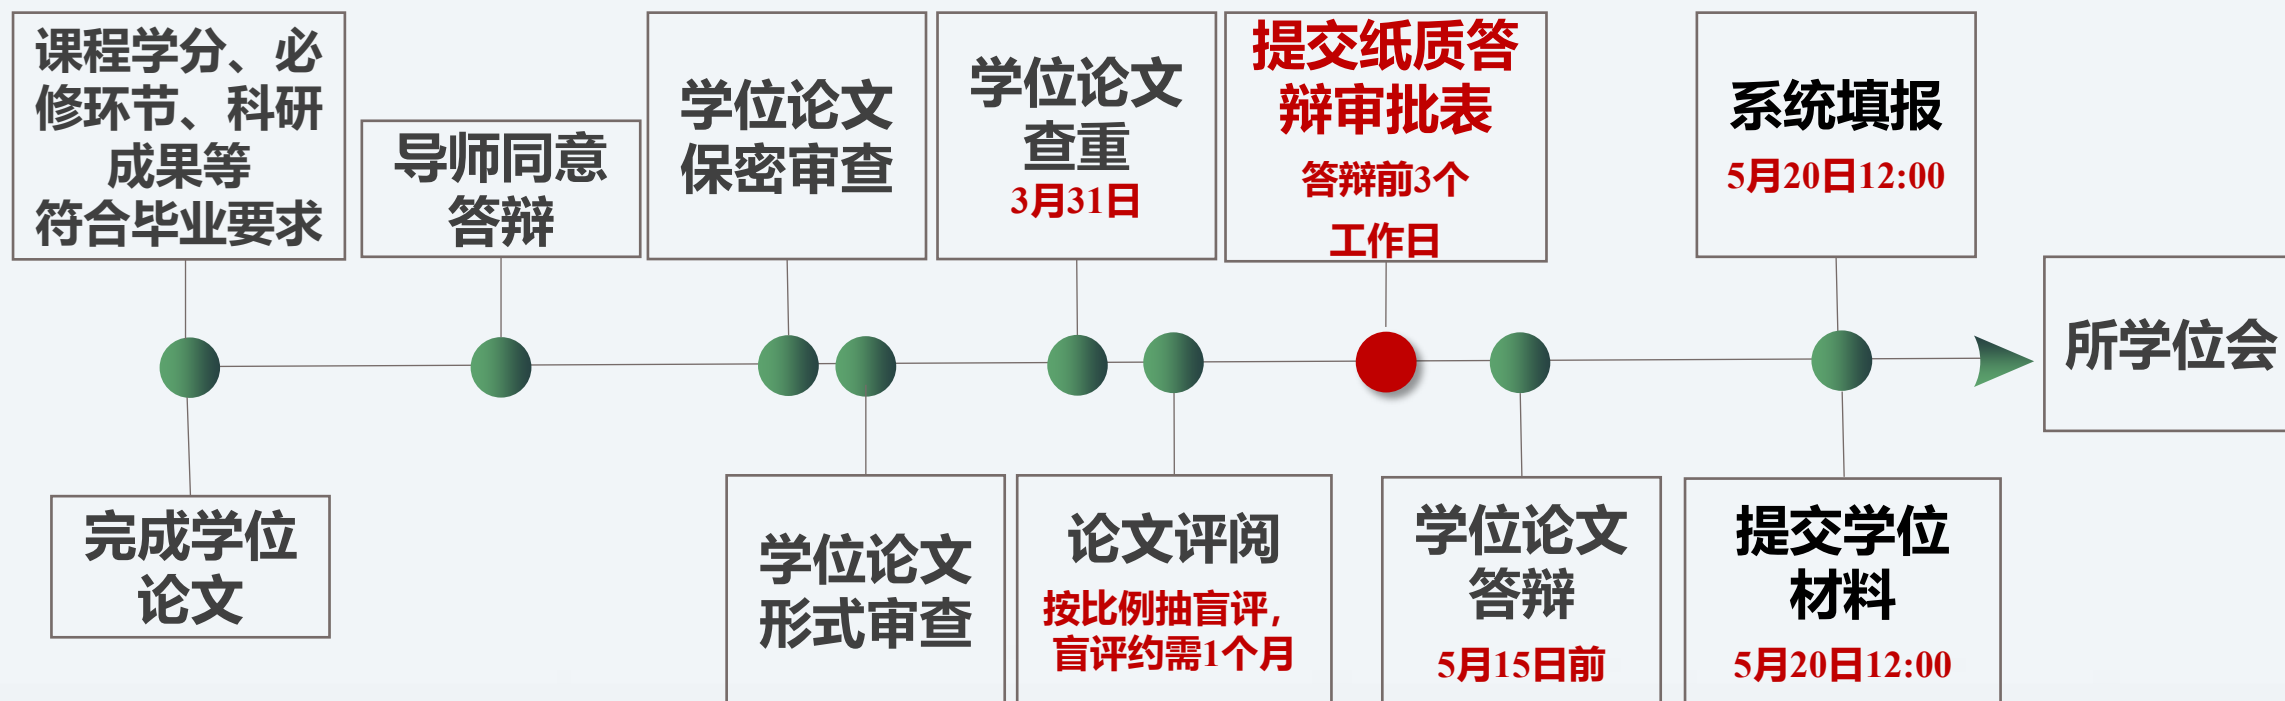 课程学分、必
修环节、科研
成果等
符合毕业要求
完成学位
论文
导师同意
答辩
学位论文
保密审查
学位论文
形式审查
学位论文
查重
3月31日
论文评阅
按比例抽盲评，
盲评约需1个月
提交纸质答
辩审批表
答辩前3个
工作日
学位论文
答辩
5月15日前
系统填报
5月20日12:00
提交学位
材料
5月20日12:00
所学位会